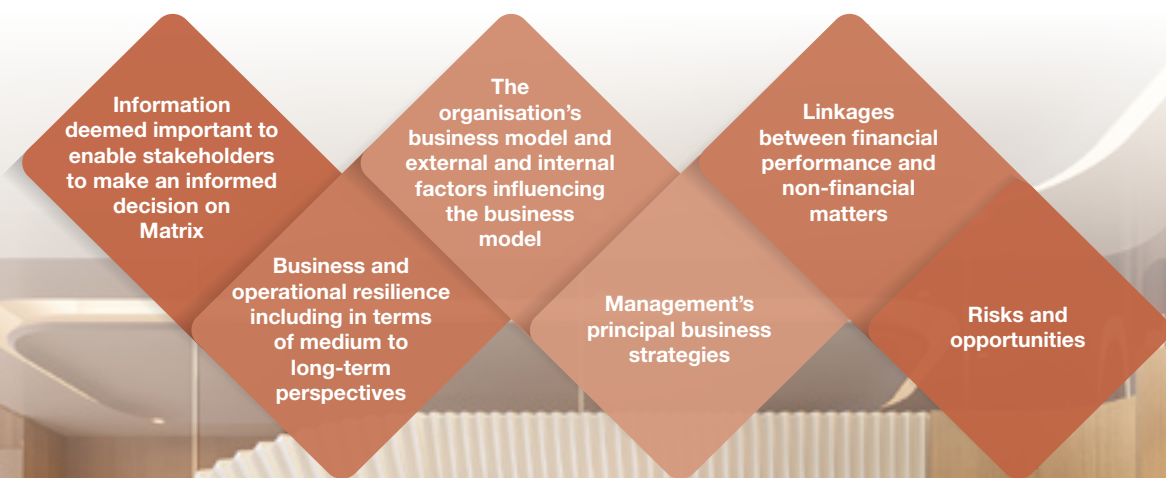 Information
deemed important to
enable stakeholders
to make an informed
decision on
Matrix
Business and
operational resilience
including in terms
of medium to
long-term
perspectives
The
organisation’s
business model and
external and internal
factors influencing
the business
model
Management’s
principal business
strategies
Linkages
between financial
performance and
non-financial
matters
Risks and
opportunities